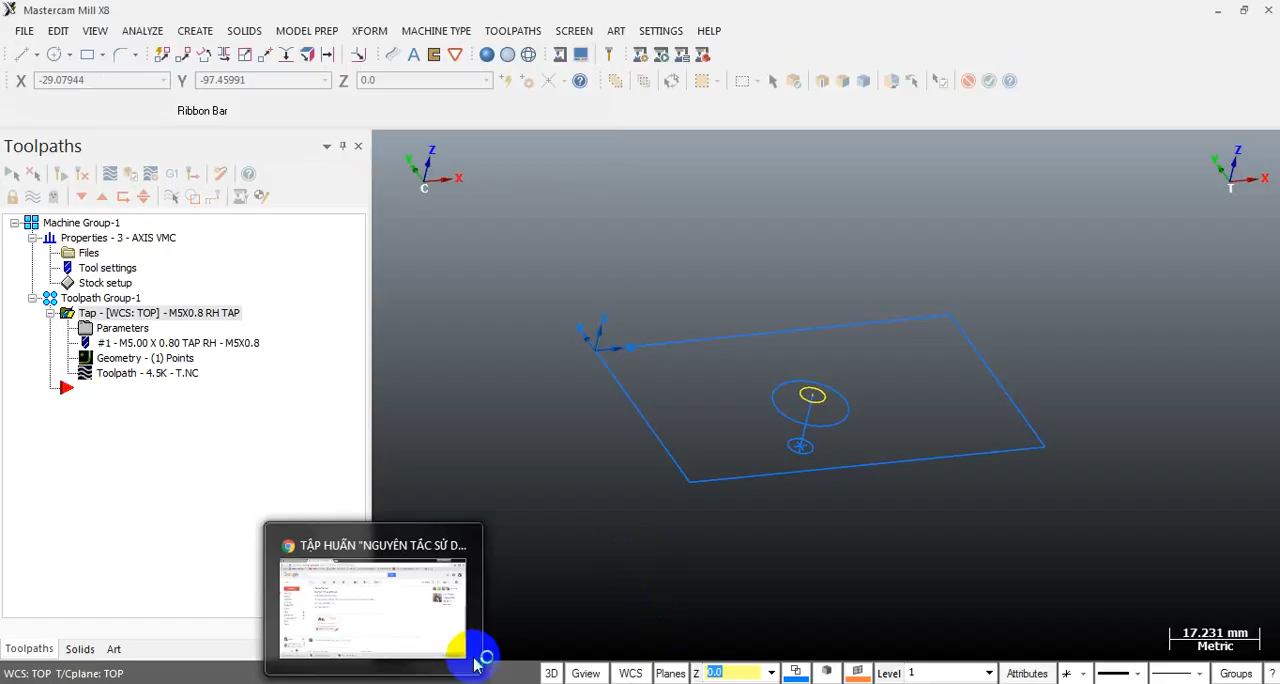 Mastercam Mill X8
FILE EDIT VIEW ANALYZE CREATE SOLIDS MODEL PREP XFORM MACHINE TYPE TOOLPATHS SCREEN ART SETTINGS HELP
X -29.07944 Y -97.45991 Z 0.0
Ribbon Bar
Toolpaths
G1
Machine Group-1
Properties - 3 - AXIS VMC
Files
Tool settings
Stock setup
Toolpath Group-1
Tap - [WCS: TOP] - M5X0.8 RH TAP
Parameters
#1 - M5.00 X 0.80 TAP RH - M5X0.8
Geometry - (1) Points
Toolpath - 4.5K - T.NC
Z
Y
X
C
Z
Y
X
T
TẬP HUẤN "NGUYÊN TẮC SỬ D...
17.231 mm
Metric
Toolpaths Solids Art
WCS: TOP T/Cplane: TOP
3D Gview WCS Planes Z 0.0 Level 1 Attributes Groups ?